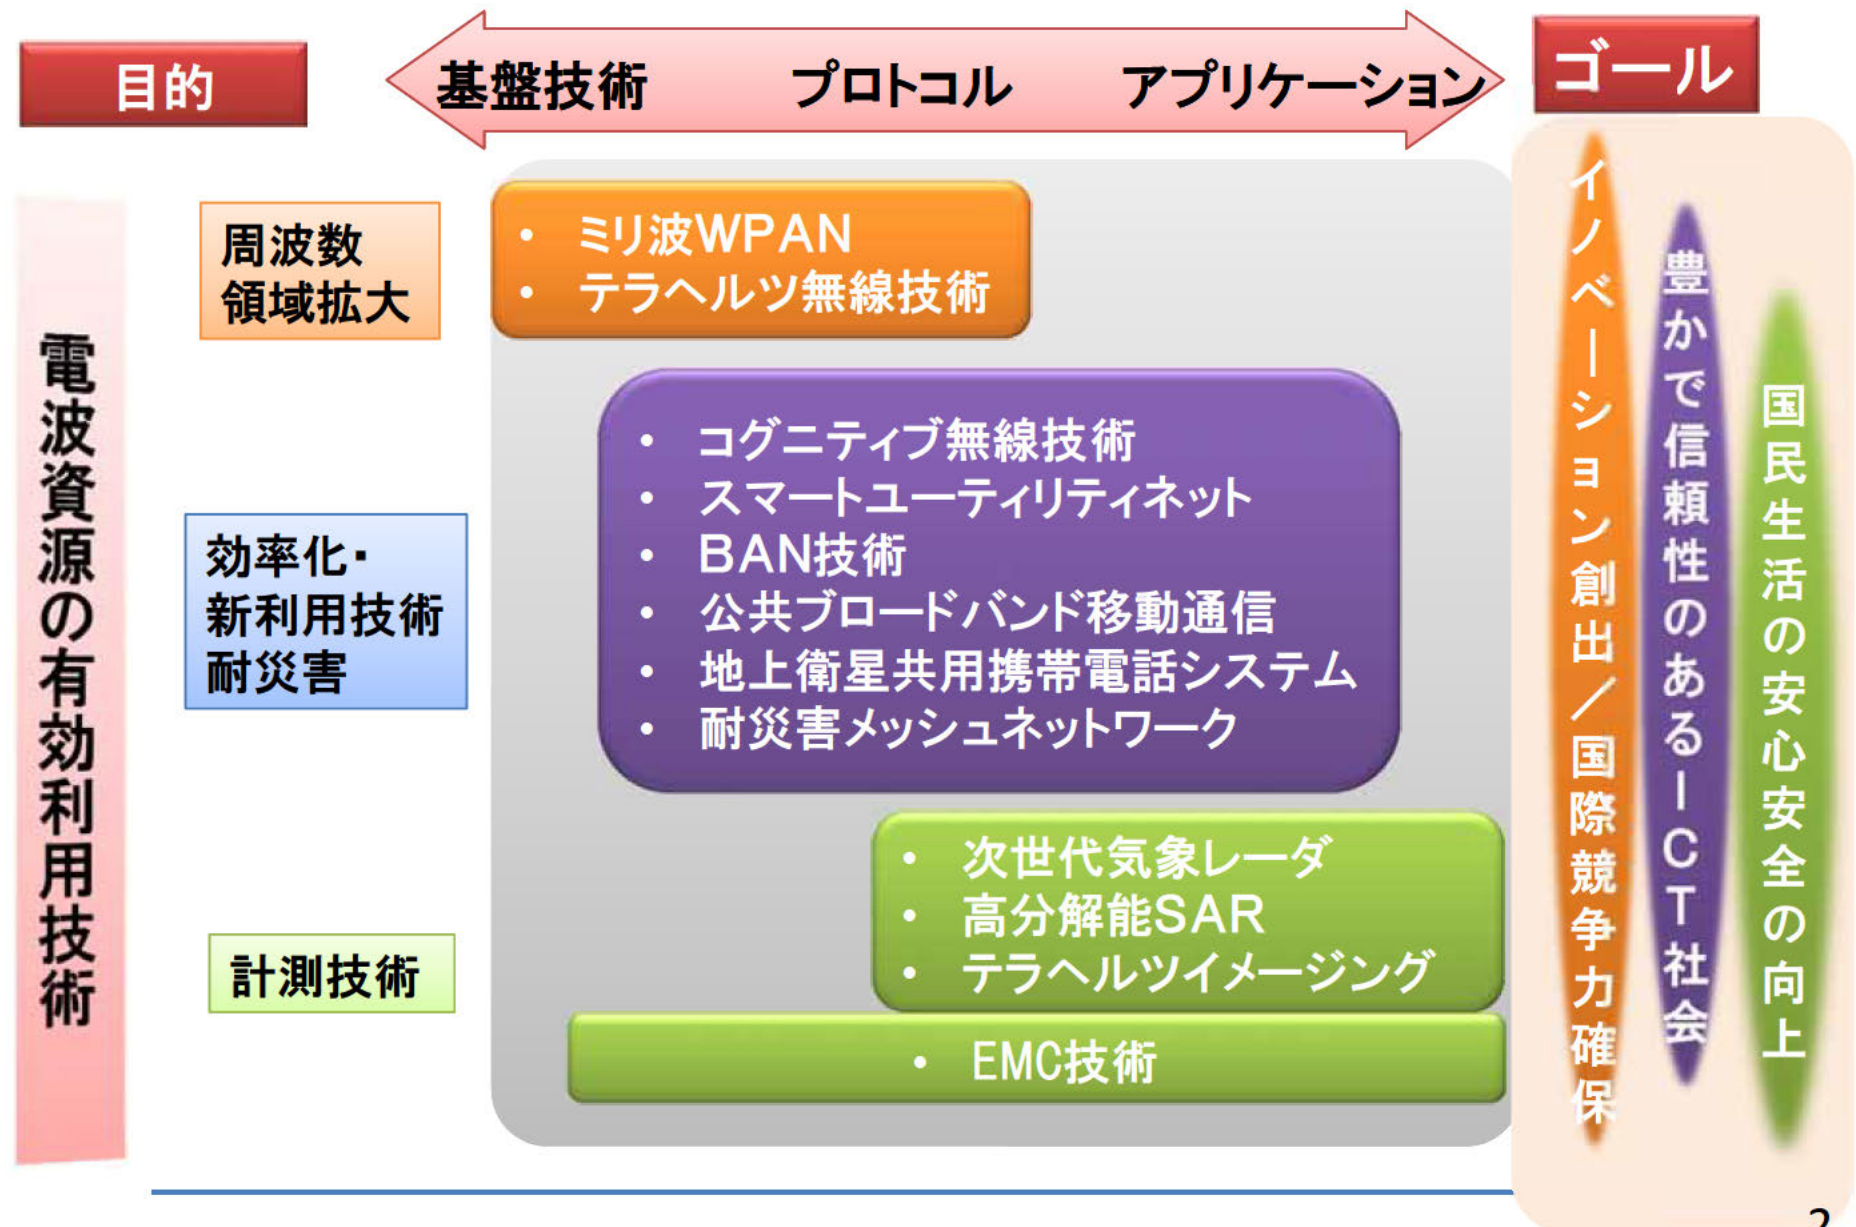 目的
基盤技術 プロトコル アプリケーション
ゴール
電波資源の有効利用技術
周波数
領域拡大
• ミリ波WPAN
• テラヘルツ無線技術
効率化・
新利用技術
耐災害
• コグニティブ無線技術
• スマートユーティリティネット
• BAN技術
• 公共ブロードバンド移動通信
• 地上衛星共用携帯電話システム
• 耐災害メッシュネットワーク
計測技術
• 次世代気象レーダ
• 高分解能SAR
• テラヘルツイメージング
• EMC技術
イノベーション創出／国際競争力確保
豊かで信頼性のあるICT社会
国民生活の安心安全の向上
2